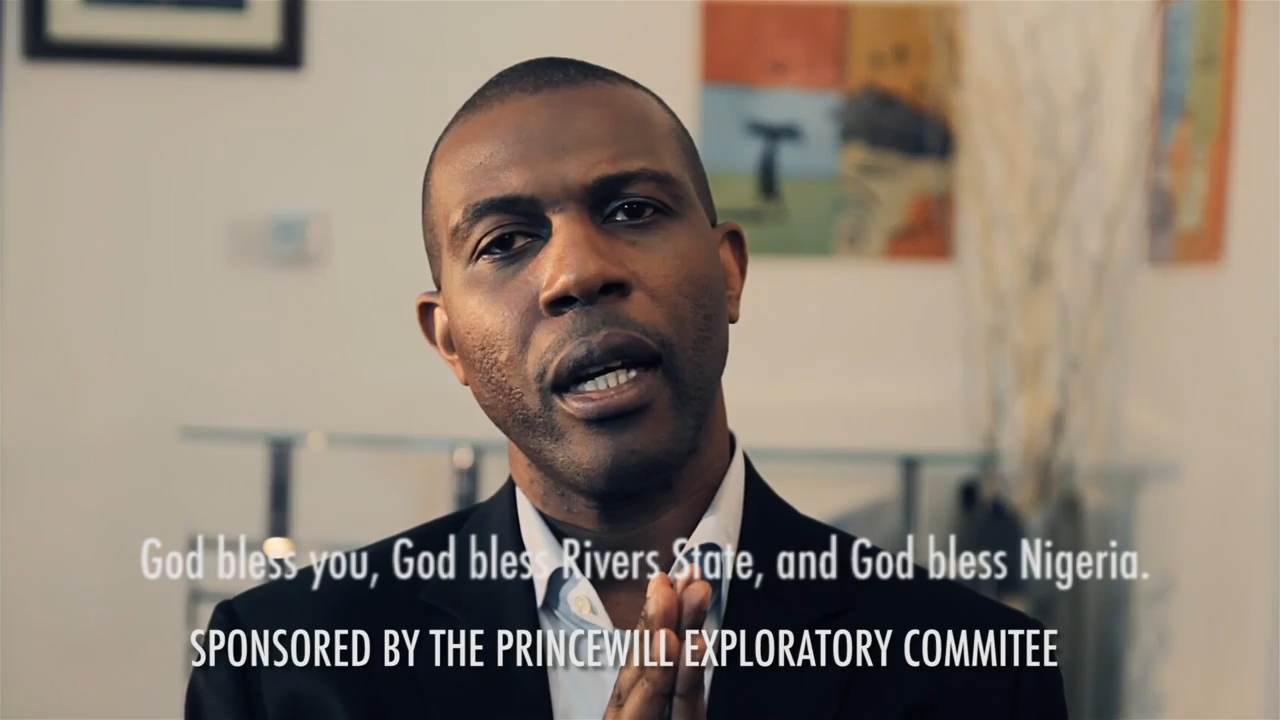 God bless you, God bless Rivers State, and God bless Nigeria.
SPONSORED BY THE PRINCEWILL EXPLORATORY COMMITEE